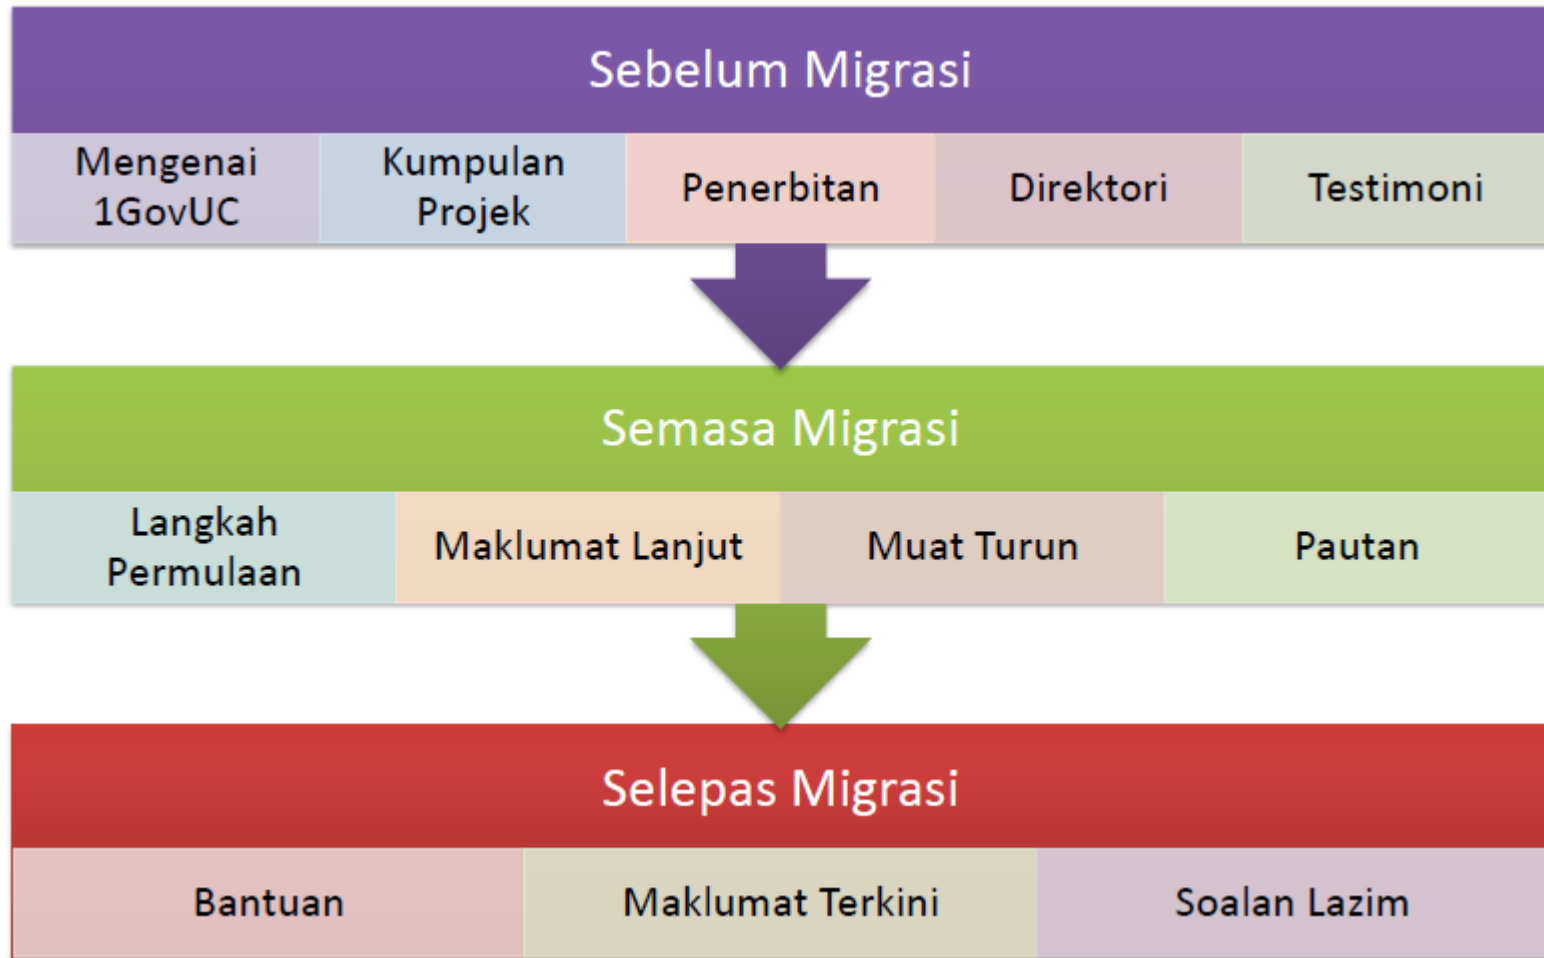 Sebelum Migrasi
Mengenai
1GovUC
Kumpulan
Projek
Penerbitan
Direktori
Testimoni
Semasa Migrasi
Langkah
Permulaan
Maklumat Lanjut
Muat Turun
Pautan
Selepas Migrasi
Bantuan
Maklumat Terkini
Soalan Lazim